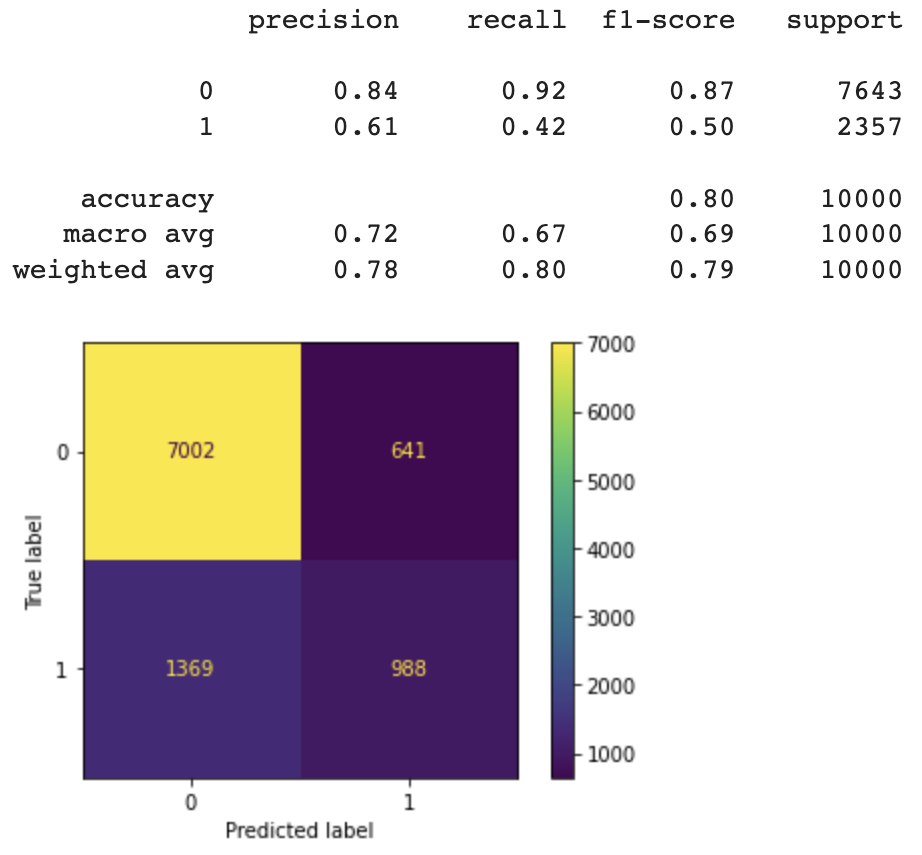 precision recall f1-score support
0 0.84 0.92 0.87 7643
1 0.61 0.42 0.50 2357
accuracy 0.80 10000
macro avg 0.72 0.67 0.69 10000
weighted avg 0.78 0.80 0.79 10000
7000
6000
5000
4000
3000
2000
1000
True label
0
7002 641
1
1369 988
0 1
Predicted label